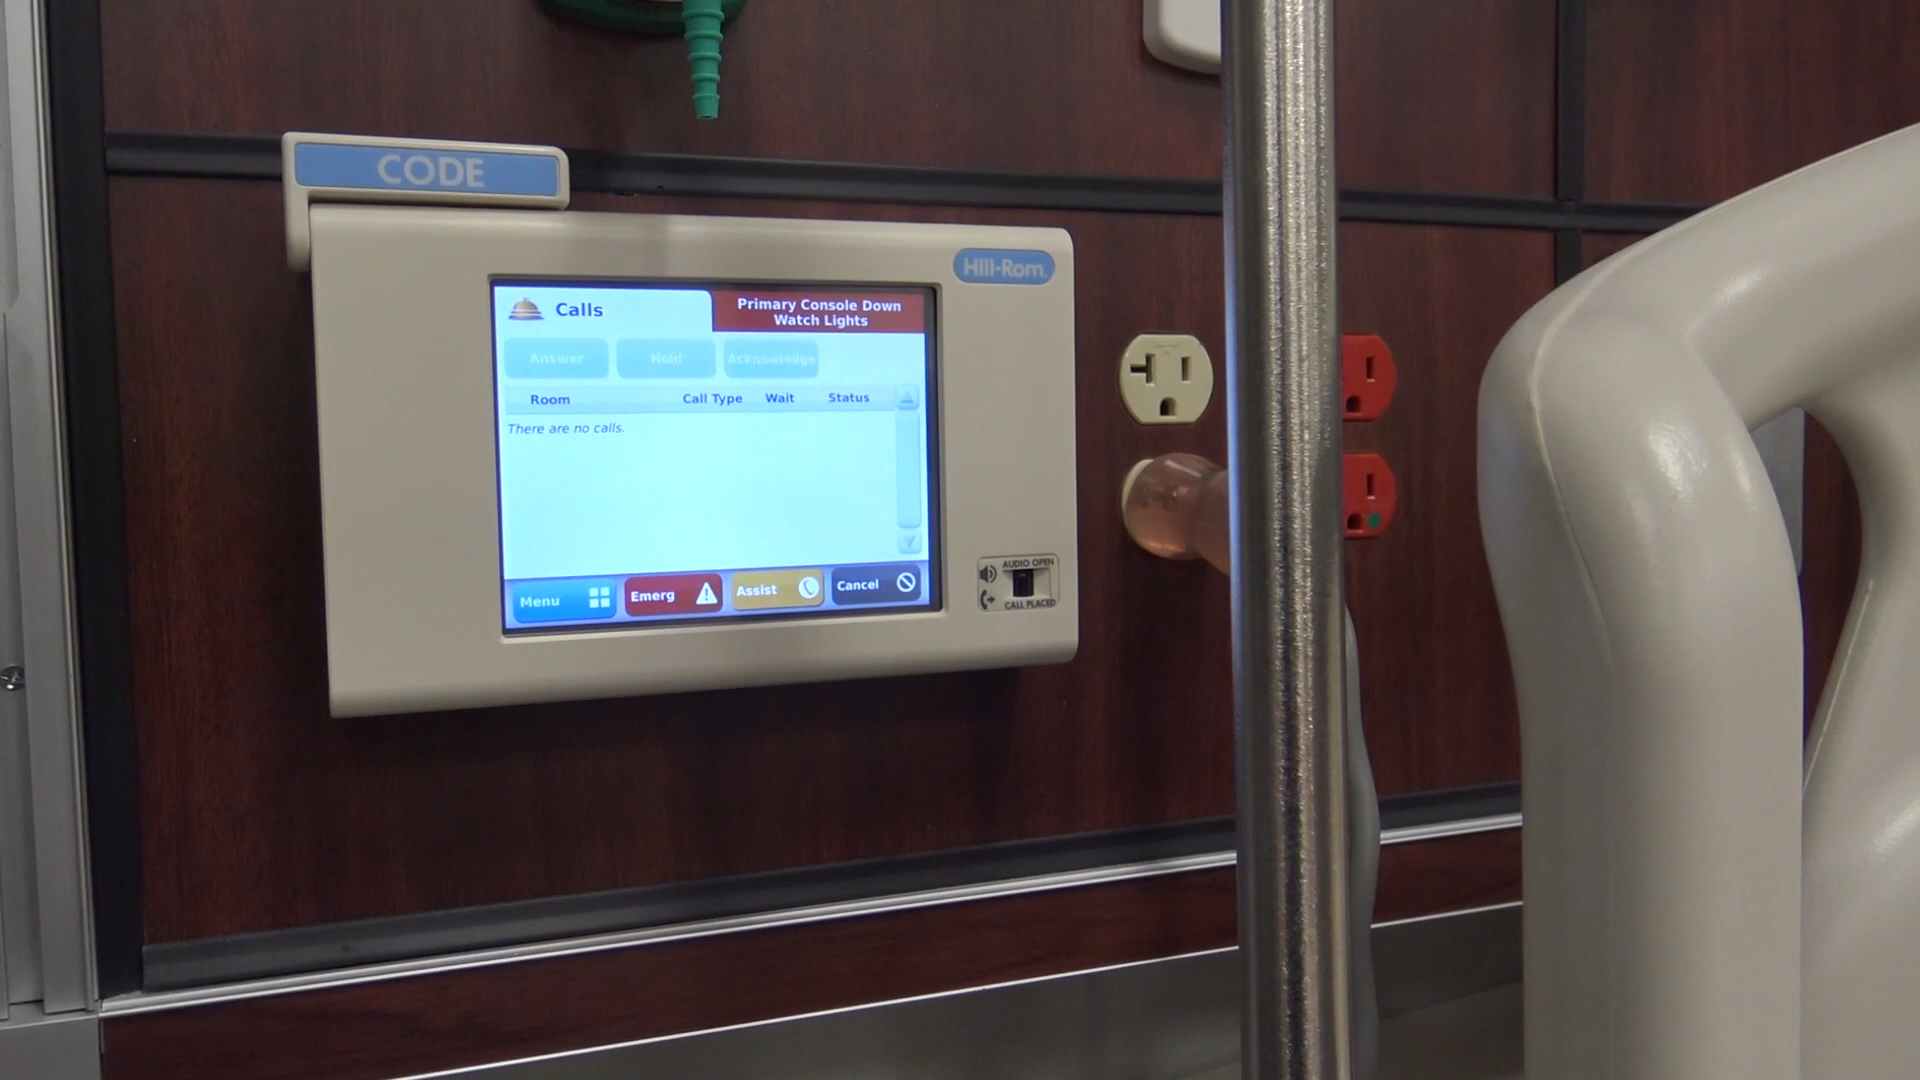 CODE
Hill-Rom
Calls
Primary Console Down
Watch Lights
Answer
Hold
Acknowledge
Room
Call Type
Wait
Status
There are no calls.
Menu
Emerg
Assist
Cancel
AUDIO OPEN
CALL PLACED